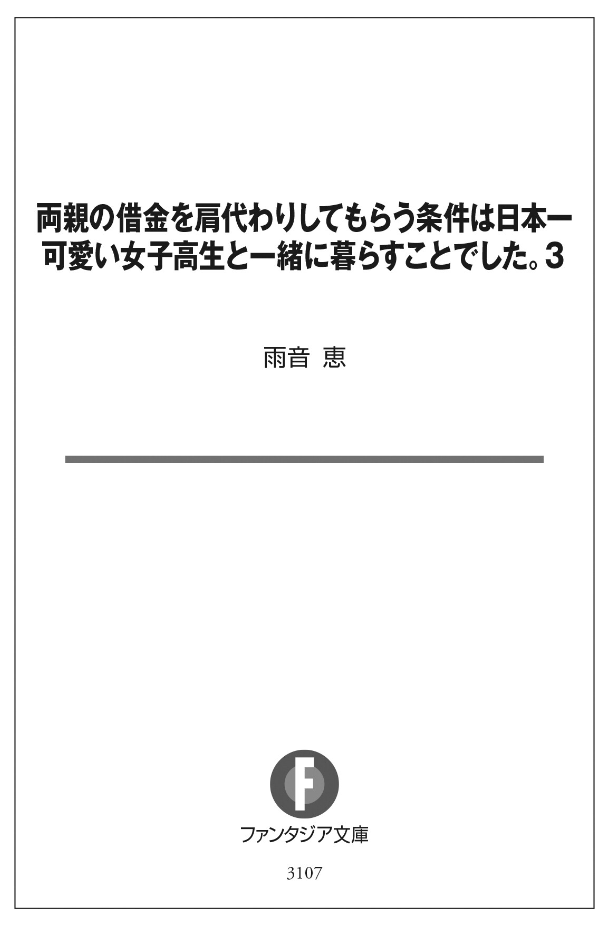 両親の借金を肩代わりしてもらう条件は日本一
可愛い女子高生と一緒に暮らすことでした。3
雨音 恵
F
ファンタジア文庫
3107